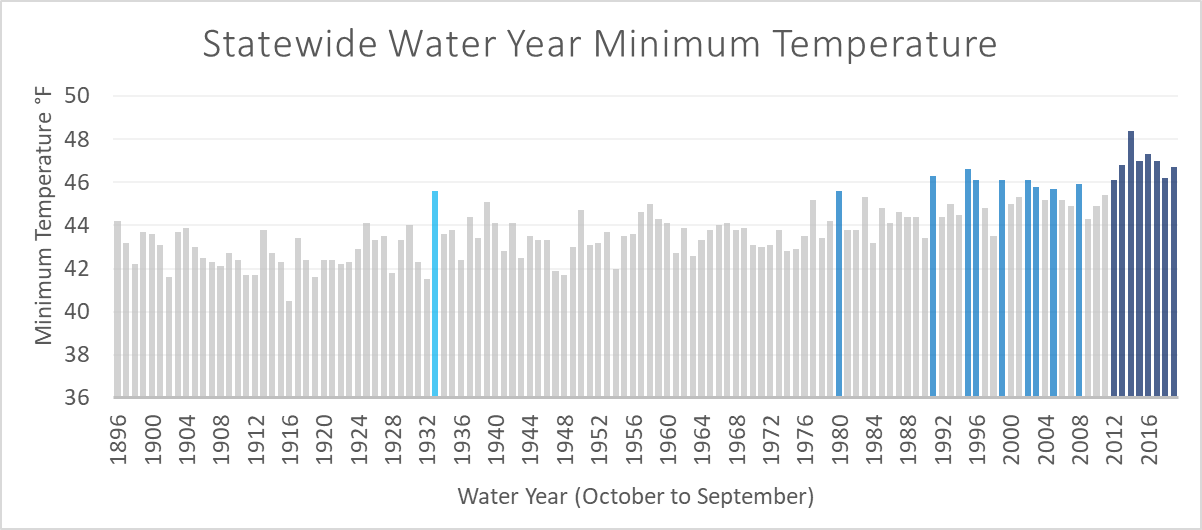 Statewide Water Year Minimum Temperature
Minimum Temperature °F
50
48
46
44
42
40
38
36
1896 1900 1904 1908 1912 1916 1920 1924 1928 1932 1936 1940 1944 1948 1952 1956 1960 1964 1968 1972 1976 1980 1984 1988 1992 1996 2000 2004 2008 2012 2016
Water Year (October to September)